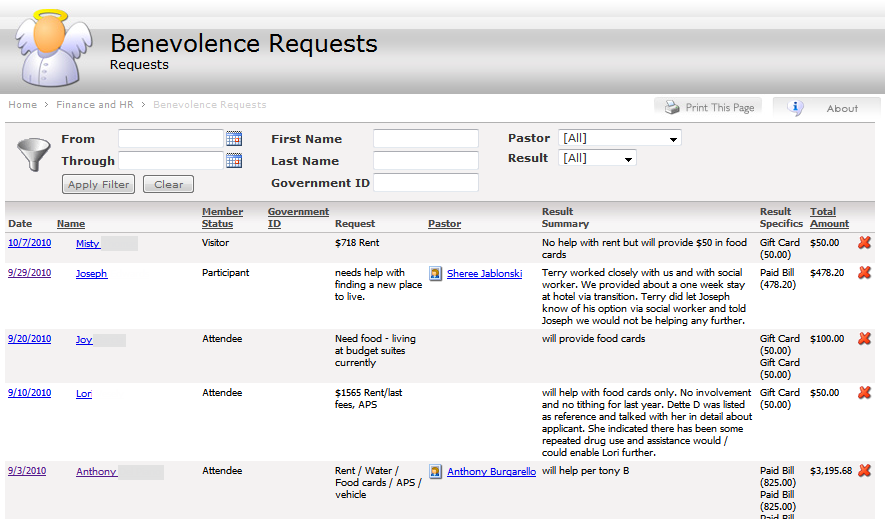 Benevolence Requests
Requests
Home > Finance and HR > Benevolence Requests
Print This Page
About
From
First Name
Pastor [All]
Through
Last Name
Result [All]
Apply Filter Clear
Government ID
Date Name Member Status Government ID Request Pastor Result Summary Result Specifics Total Amount
10/7/2010 Misty Visitor $718 Rent No help with rent but will provide $50 in food Gift Card $50.00
cards (50.00)
9/29/2010 Joseph Participant needs help with Sheree Jablonski Terry worked closely with us and with social Paid Bill $478.20
finding a new place worker. We provided about a one week stay (478.20)
to live. at hotel via transition. Terry did let Joseph
know of his option via social worker and told
Joseph we would not be helping any further.
9/20/2010 Joy Attendee Need food - living will provide food cards Gift Card $100.00
at budget suites (50.00)
currently Gift Card
(50.00)
9/10/2010 Lori Attendee $1565 Rent/last will help with food cards only. No involvement Gift Card $50.00
fees, APS and no tithing for last year. Dette D was listed (50.00)
as reference and talked with her in detail about
applicant. She indicated there has been some
repeated drug use and assistance would /
could enable Lori further.
9/3/2010 Anthony Attendee Rent / Water / Anthony Burgarello will help per tony B Paid Bill $3,195.68
Food cards / APS / (825.00)
vehicle Paid Bill
(825.00)
Paid Bill